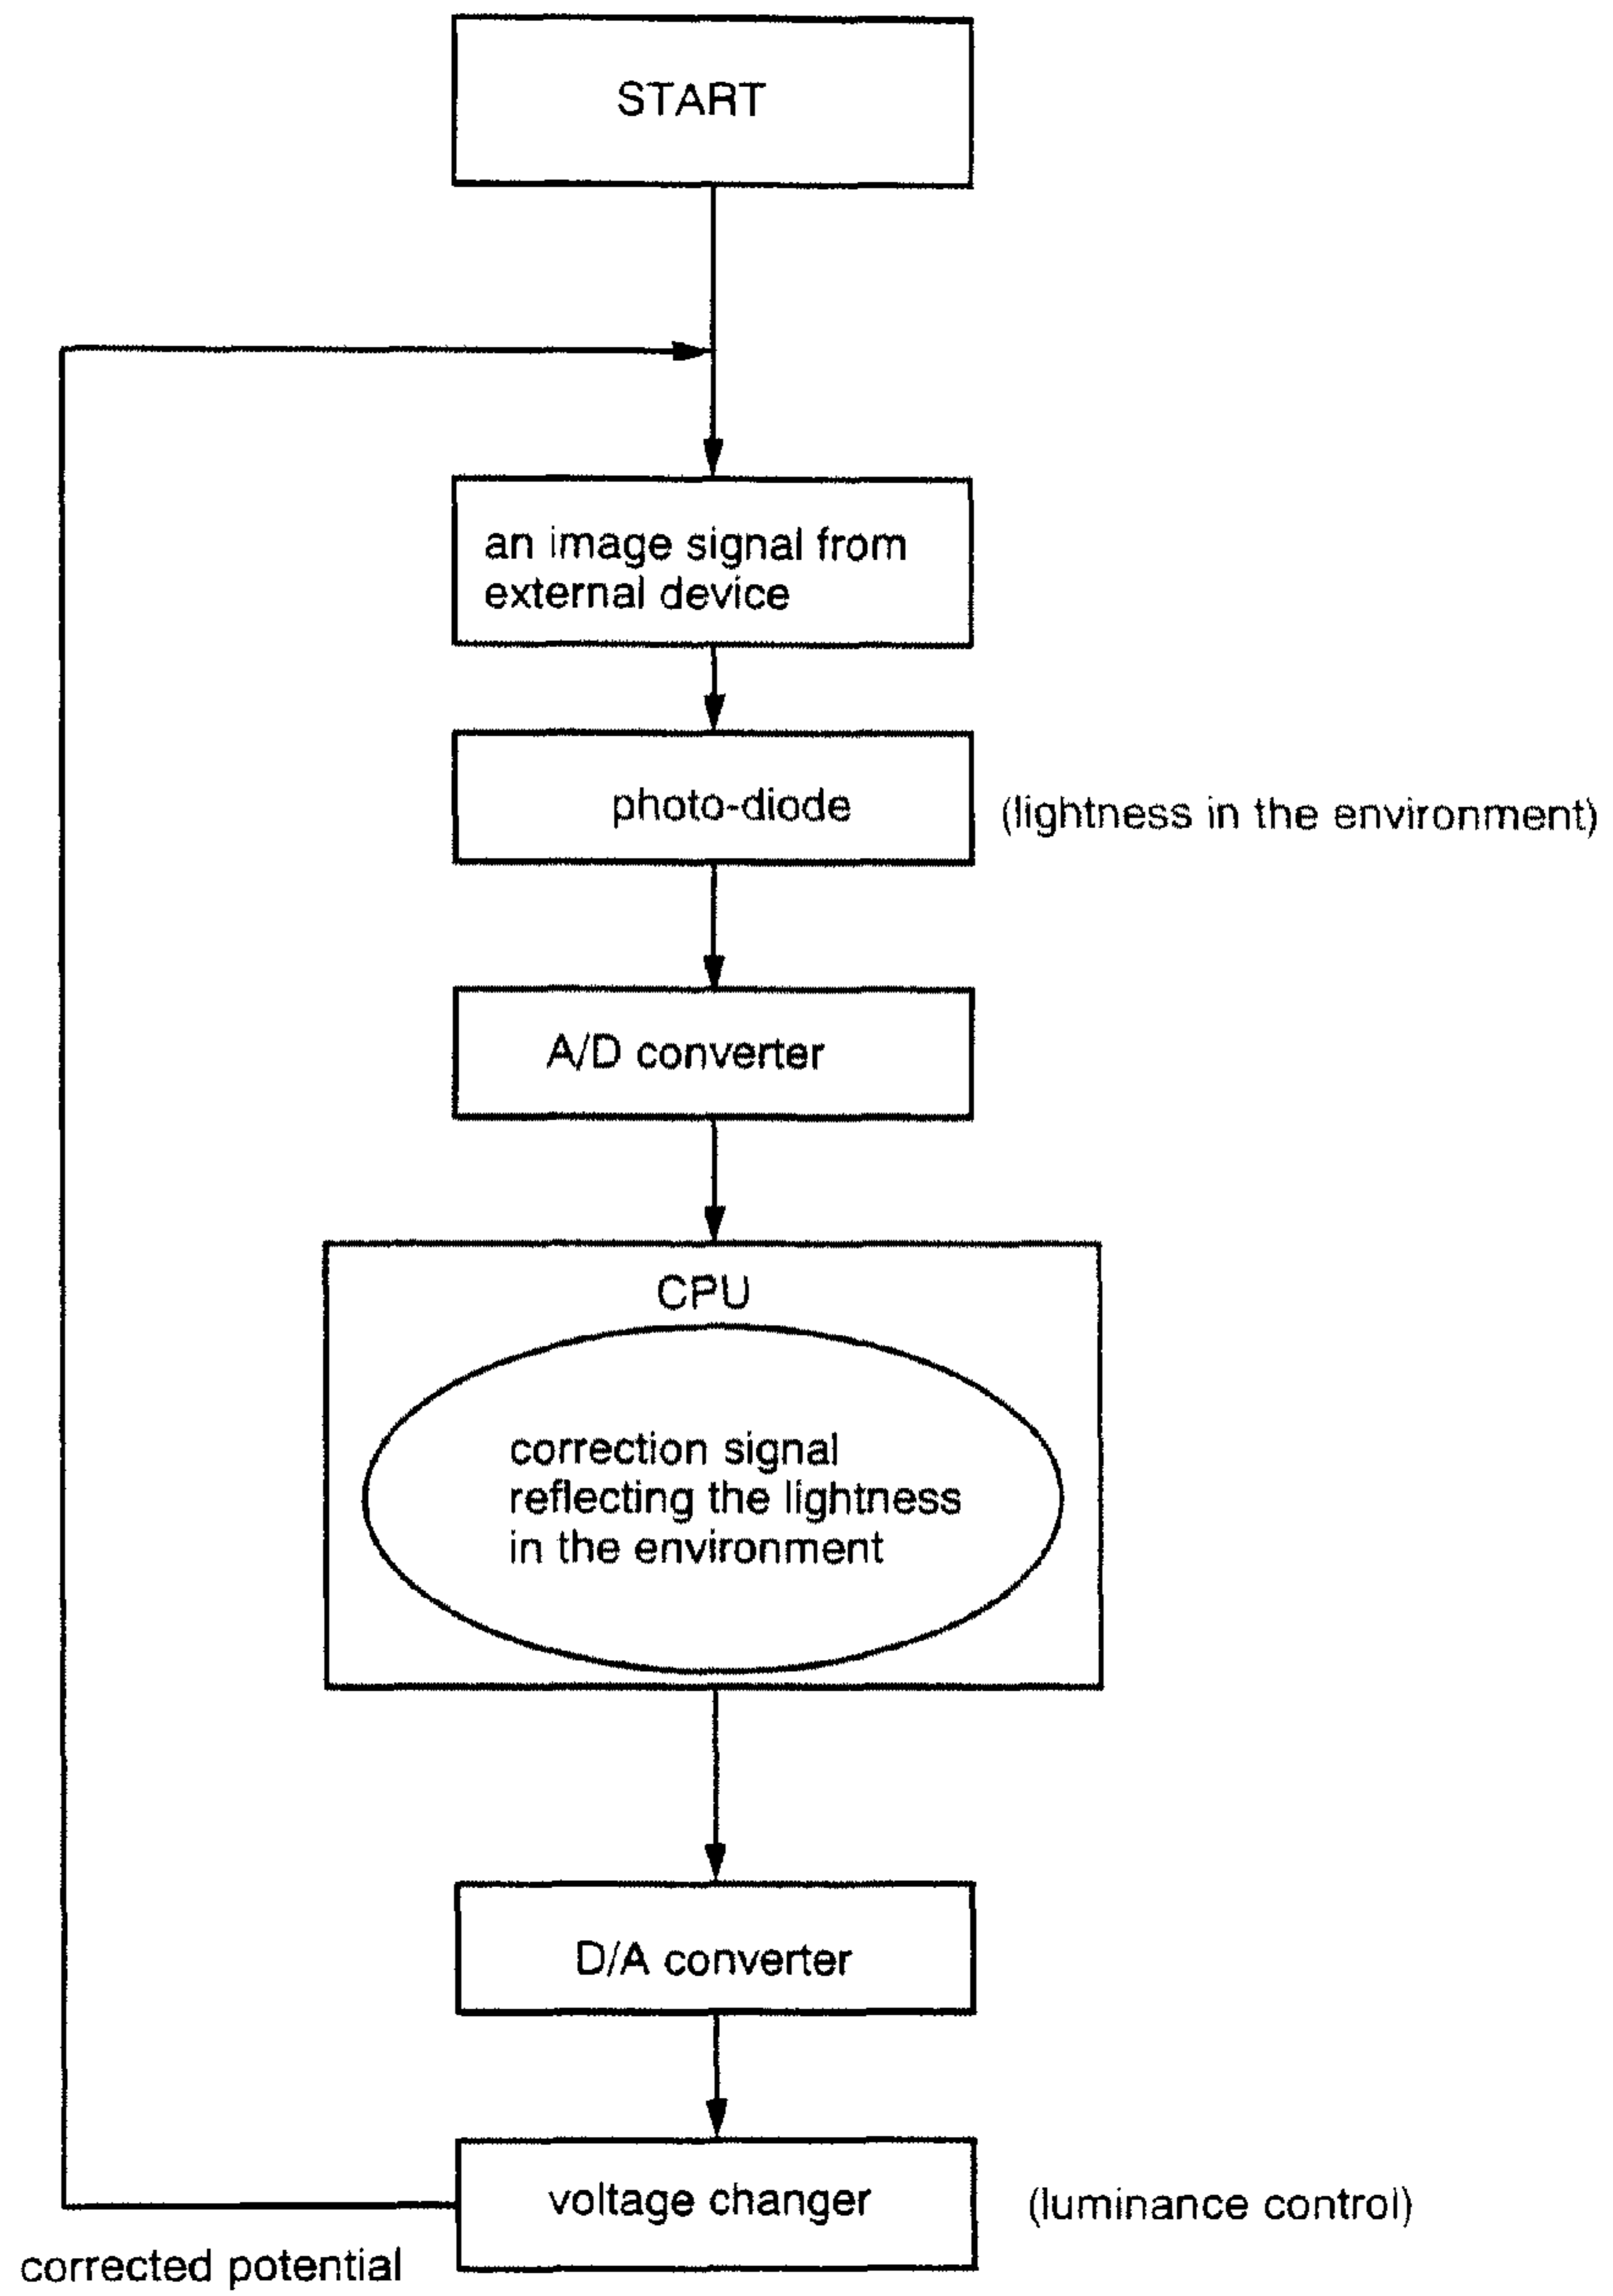 START
an image signal from
external device
photo-diode
(lightness in the environment)
A/D converter
CPU
correction signal
reflecting the lightness
in the environment
D/A converter
voltage changer
(luminance control)
corrected potential